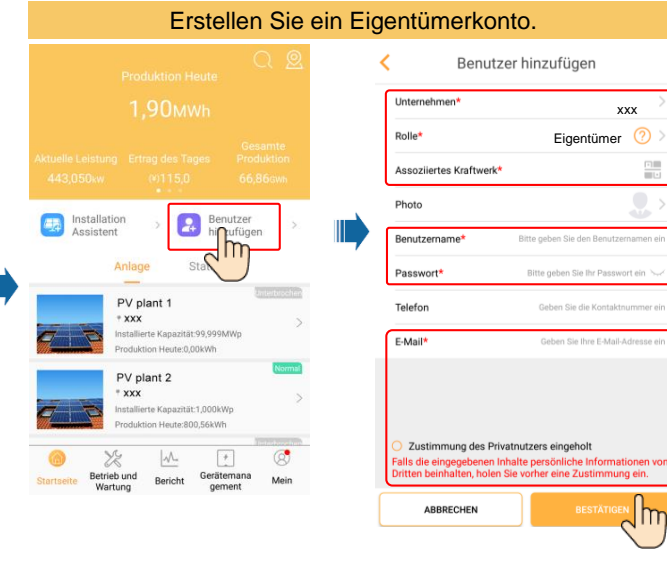 Erstellen Sie ein Eigentümerkonto.
Produktion Heute
1,90MWh
Aktuelle Leistung
443,050kW
Ertrag des Tages
(¥)115,0
Gesamte
Produktion
66,86GWh
Installation
Assistent
Benutzer
hinzufügen
Anlage
Unterbrochen
PV plant 1
xxx
Installierte Kapazität:99,999MWp
Produktion Heute:0,00kWh
Normal
PV plant 2
xxx
Installierte Kapazität:1,000kWp
Produktion Heute:800,56kWh
Unterbrochen
Startseite
Betrieb und
Wartung
Bericht
Gerätemana
gement
Mein
Benutzer hinzufügen
Unternehmen*
xxx
Rolle*
Eigentümer
?
Assoziiertes Kraftwerk*
Photo
Benutzername*
Bitte geben Sie den Benutzernamen ein
Passwort*
Bitte geben Sie Ihr Passwort ein
Telefon
Geben Sie die Kontaktnummer ein
E-Mail*
Geben Sie Ihre E-Mail-Adresse ein
Zustimmung des Privatnutzers eingeholt
Falls die eingegebenen Inhalte persönliche Informationen von
Dritten beinhalten, holen Sie vorher eine Zustimmung ein.
ABBRECHEN
BESTÄTIGEN